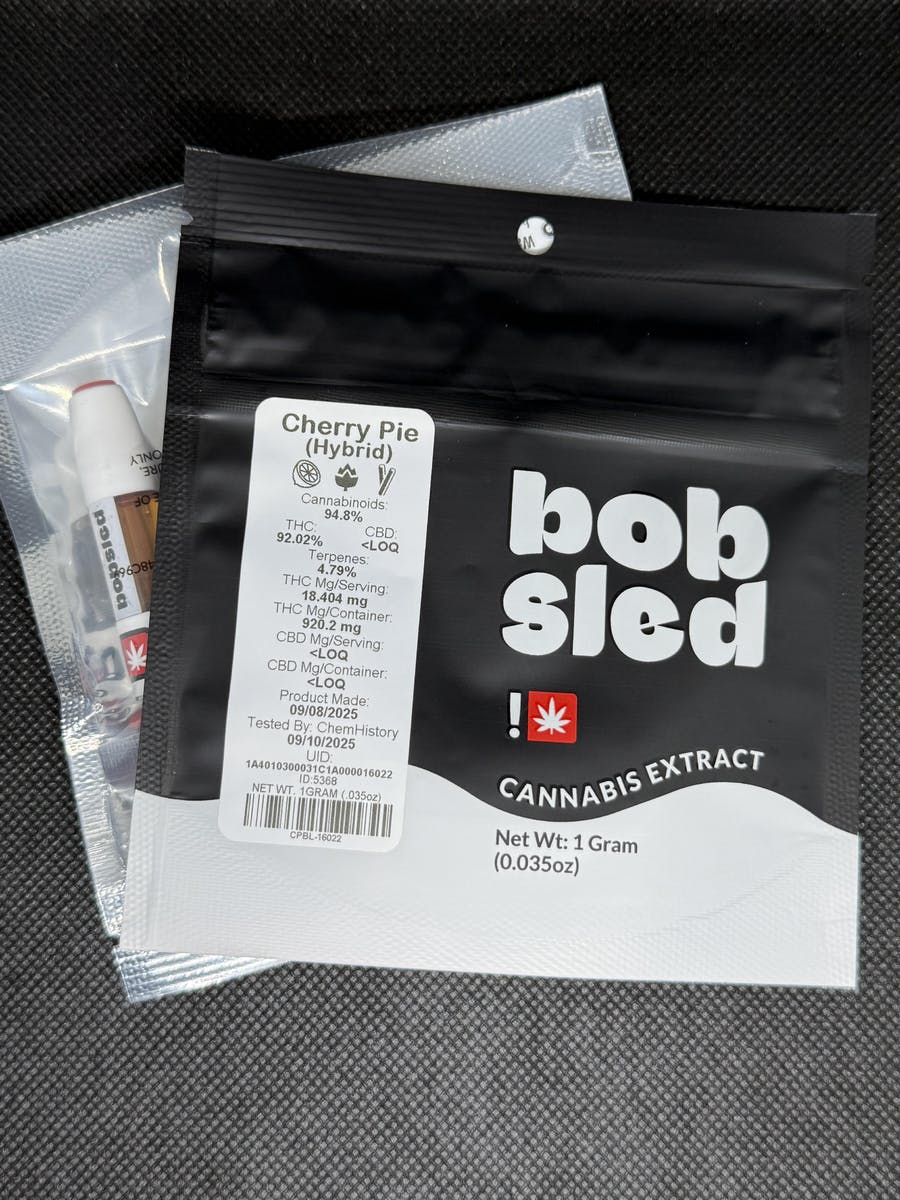 Cherry Pie
(Hybrid)
Cannabinoids:
94.8%
THC: CBD:
92.02% <LOQ
Terpenes:
4.79%
THC Mg/Serving:
18.404 mg
THC Mg/Container:
920.2 mg
CBD Mg/Serving:
<LOQ
CBD Mg/Container:
<LOQ
Product Made:
09/08/2025
Tested By: ChemHistory
09/10/2025
UID:
1A4010300031C1A000016022
ID:5368
NET WT. 1GRAM (.035oz)
CPBL-16022
bob
sled
!
CANNABIS EXTRACT
Net Wt: 1 Gram
(0.035oz)
bobsled
ONLY